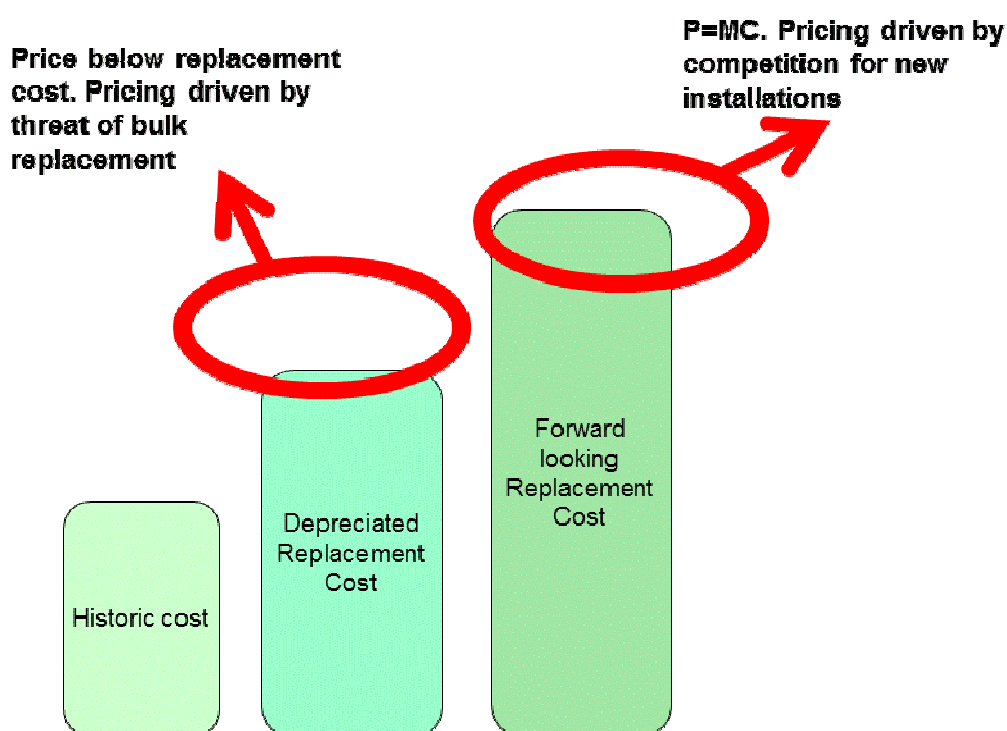 Price below replacement
cost. Pricing driven by
threat of bulk
replacement
P=MC. Pricing driven by
competition for new
installations
Historic cost
Depreciated
Replacement
Cost
Forward
looking
Replacement
Cost